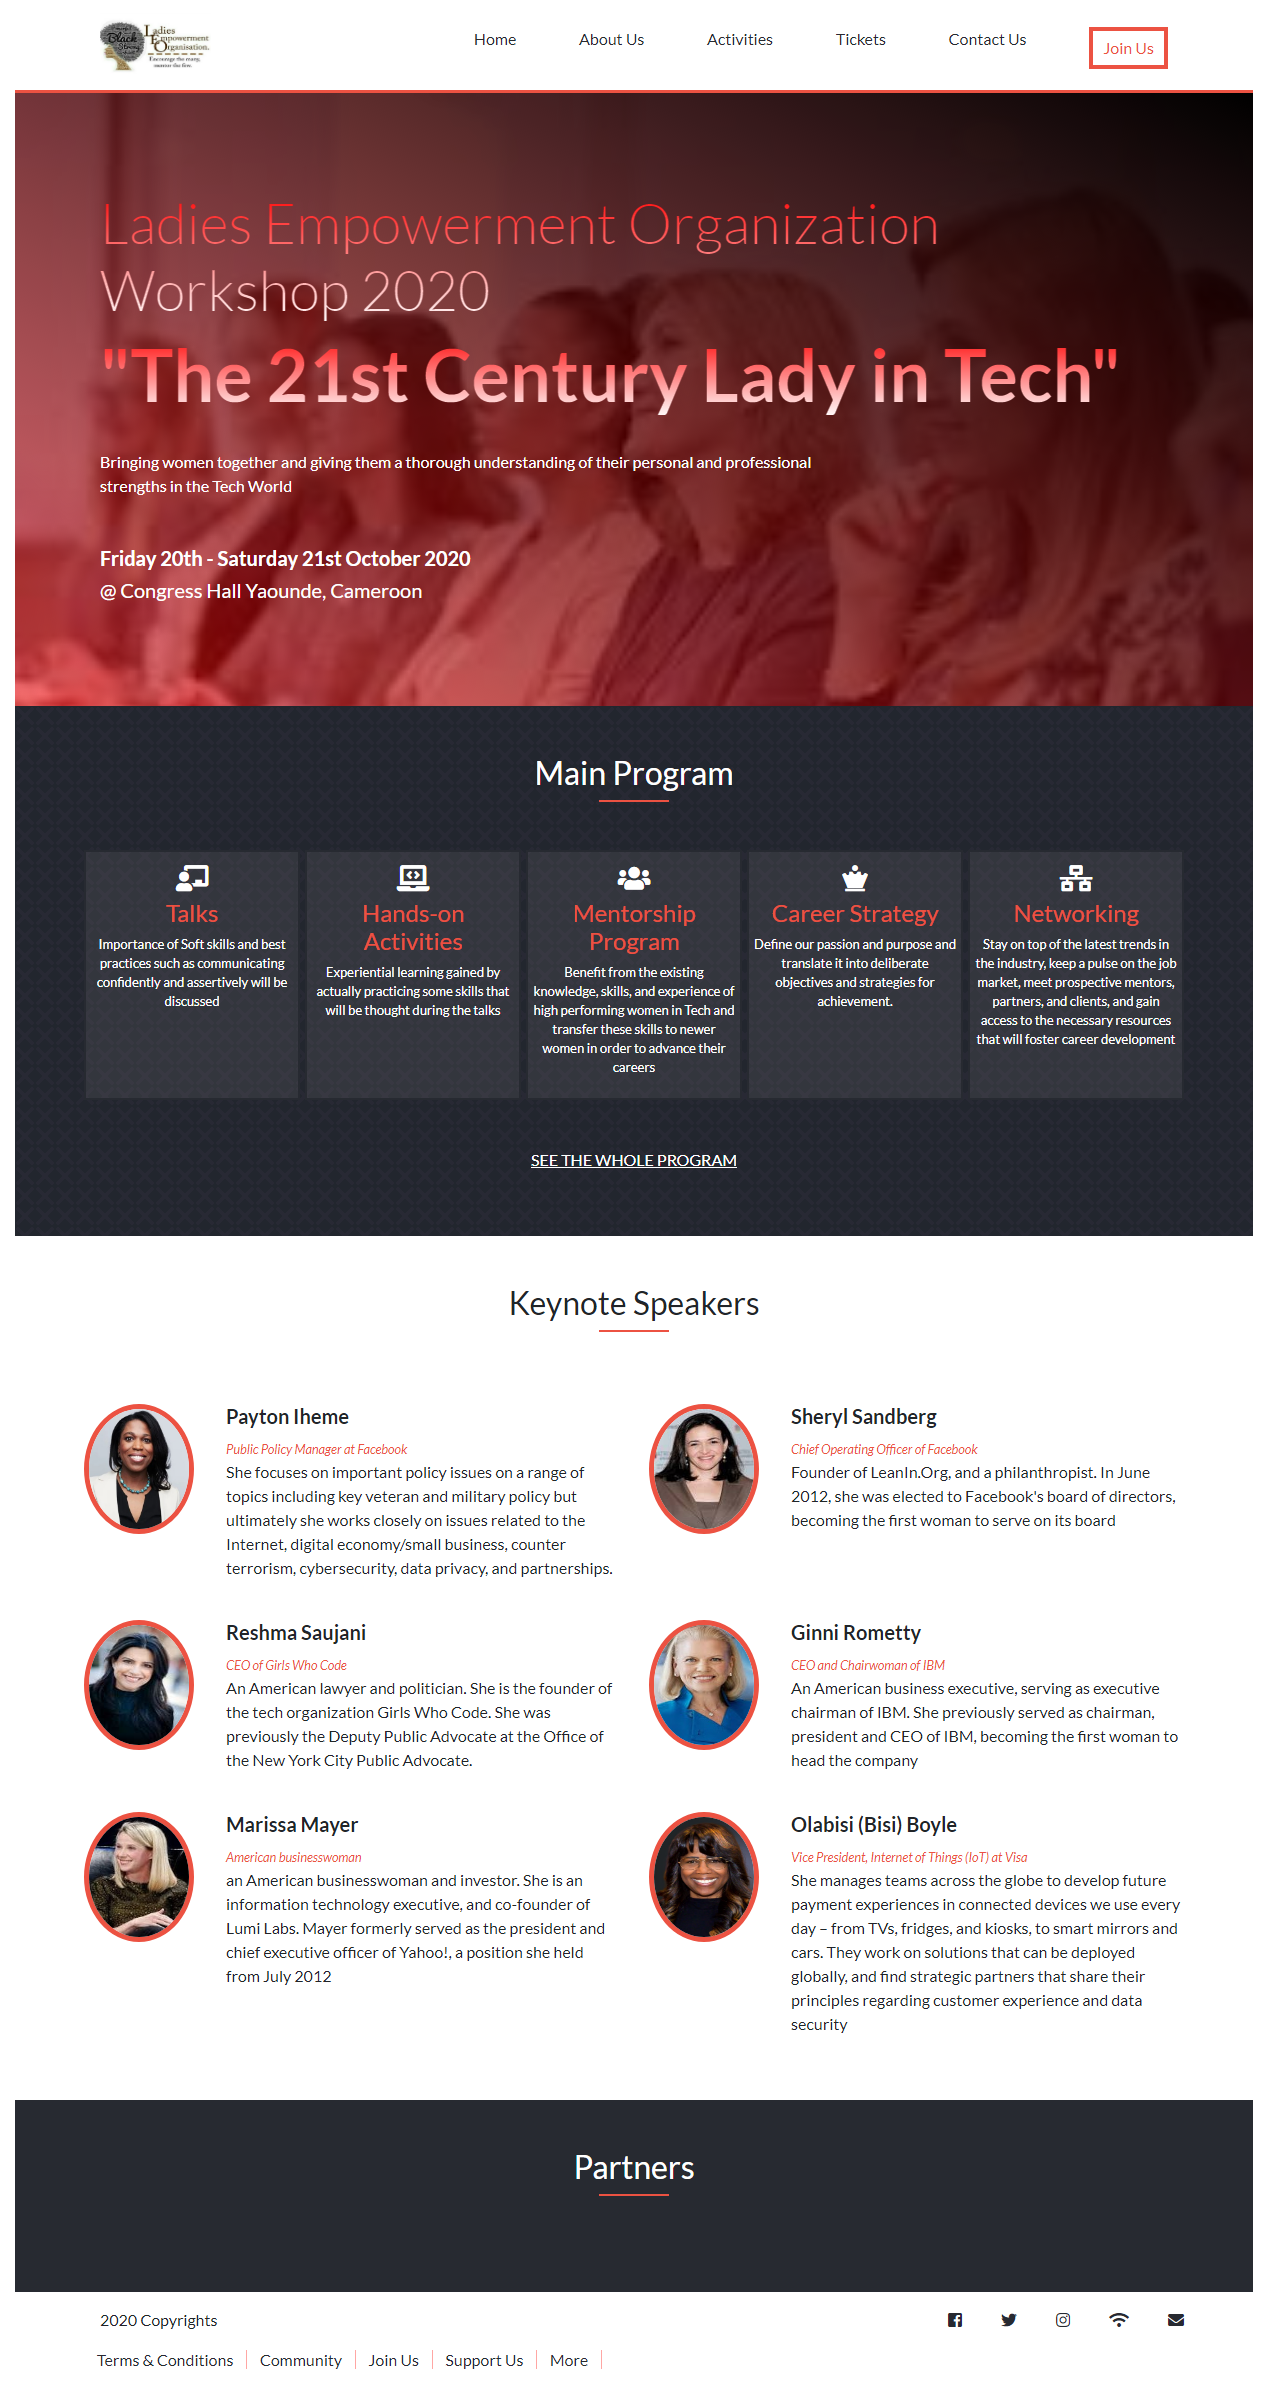 Black
Ladies
Empowerment
Organisation.
Encourage the many,
mentor the few.
Home
About Us
Activities
Tickets
Contact Us
Join Us
Ladies Empowerment Organization
Workshop 2020
"The 21st Century Lady in Tech"
Bringing women together and giving them a thorough understanding of their personal and professional
strengths in the Tech World
Friday 20th - Saturday 21st October 2020
@ Congress Hall Yaounde, Cameroon
Main Program
Talks
Importance of Soft skills and best
practices such as communicating
confidently and assertively will be
discussed
Hands-on
Activities
Experiential learning gained by
actually practicing some skills that
will be thought during the talks
Mentorship
Program
Benefit from the existing
knowledge, skills, and experience of
high performing women in Tech and
transfer these skills to newer
women in order to advance their
careers
Career Strategy
Define our passion and purpose and
translate it into deliberate
objectives and strategies for
achievement.
Networking
Stay on top of the latest trends in
the industry, keep a pulse on the job
market, meet prospective mentors,
partners, and clients, and gain
access to the necessary resources
that will foster career development
SEE THE WHOLE PROGRAM
Keynote Speakers
Payton Iheme
Public Policy Manager at Facebook
She focuses on important policy issues on a range of
topics including key veteran and military policy but
ultimately she works closely on issues related to the
Internet, digital economy/small business, counter
terrorism, cybersecurity, data privacy, and partnerships.
Sheryl Sandberg
Chief Operating Officer of Facebook
Founder of LeanIn.Org, and a philanthropist. In June
2012, she was elected to Facebook's board of directors,
becoming the first woman to serve on its board
Reshma Saujani
CEO of Girls Who Code
An American lawyer and politician. She is the founder of
the tech organization Girls Who Code. She was
previously the Deputy Public Advocate at the Office of
the New York City Public Advocate.
Ginni Rometty
CEO and Chairwoman of IBM
An American business executive, serving as executive
chairman of IBM. She previously served as chairman,
president and CEO of IBM, becoming the first woman to
head the company
Marissa Mayer
American businesswoman
an American businesswoman and investor. She is an
information technology executive, and co-founder of
Lumi Labs. Mayer formerly served as the president and
chief executive officer of Yahoo!, a position she held
from July 2012
Olabisi (Bisi) Boyle
Vice President, Internet of Things (IoT) at Visa
She manages teams across the globe to develop future
payment experiences in connected devices we use every
day – from TVs, fridges, and kiosks, to smart mirrors and
cars. They work on solutions that can be deployed
globally, and find strategic partners that share their
principles regarding customer experience and data
security
Partners
2020 Copyrights
Terms & Conditions
Community
Join Us
Support Us
More